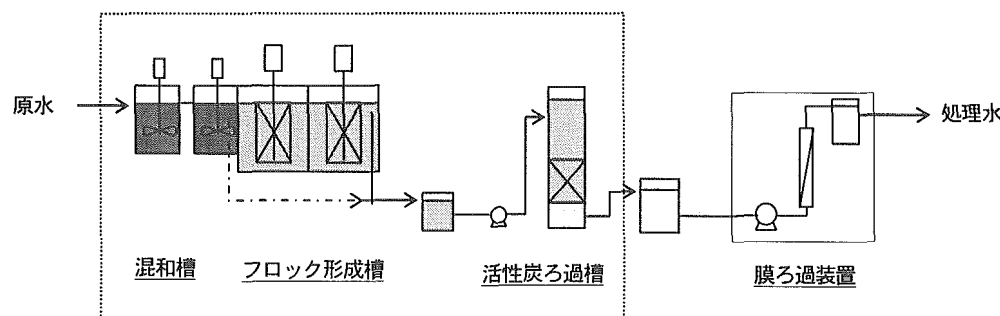 原水
処理水
混和槽
フロック形成槽
活性炭ろ過槽
膜ろ過装置